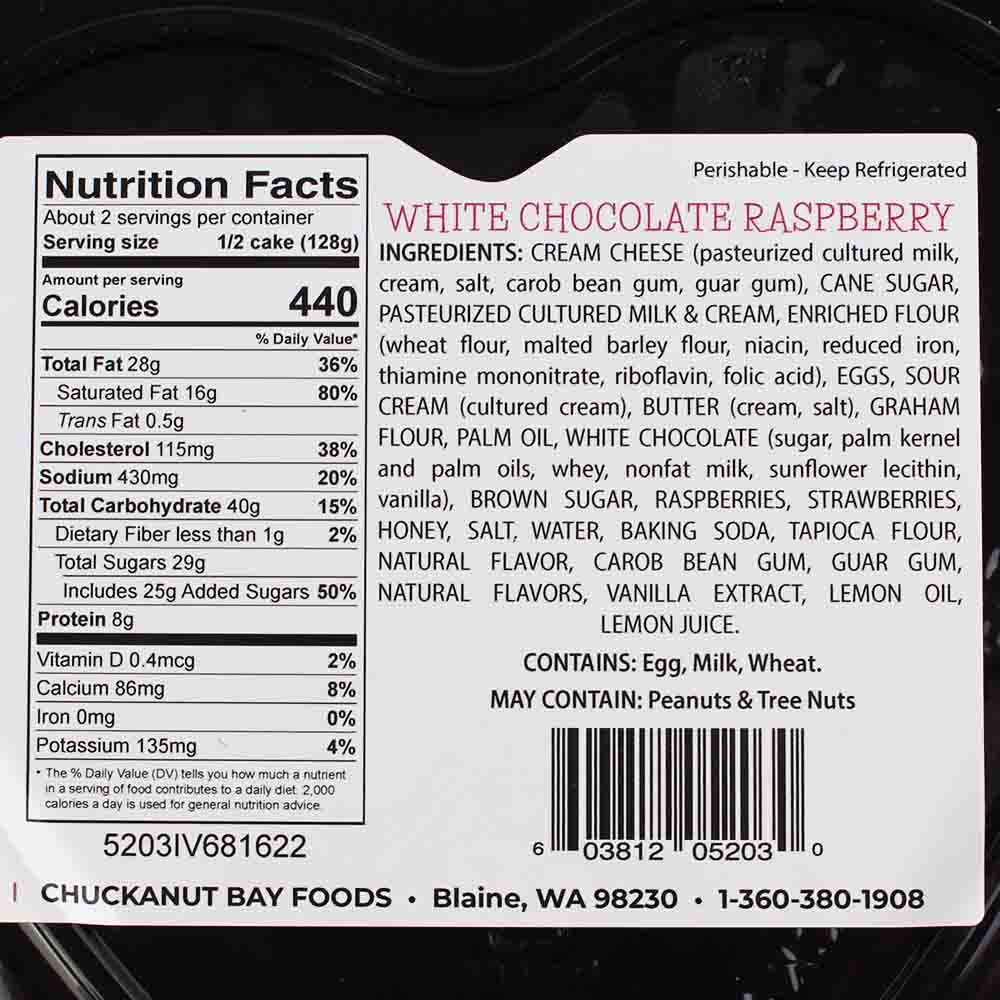 Nutrition Facts
About 2 servings per container
Serving size 1/2 cake (128g)
Amount per serving
Calories 440
% Daily Value*
Total Fat 28g 36%
Saturated Fat 16g 80%
Trans Fat 0.5g
Cholesterol 115mg 38%
Sodium 430mg 20%
Total Carbohydrate 40g 15%
Dietary Fiber less than 1g 2%
Total Sugars 29g
Includes 25g Added Sugars 50%
Protein 8g
Vitamin D 0.4mcg 2%
Calcium 86mg 8%
Iron 0mg 0%
Potassium 135mg 4%
* The % Daily Value (DV) tells you how much a nutrient
in a serving of food contributes to a daily diet. 2,000
calories a day is used for general nutrition advice.
5203IV681622
Perishable - Keep Refrigerated
WHITE CHOCOLATE RASPBERRY
INGREDIENTS: CREAM CHEESE (pasteurized cultured milk,
cream, salt, carob bean gum, guar gum), CANE SUGAR,
PASTEURIZED CULTURED MILK & CREAM, ENRICHED FLOUR
(wheat flour, malted barley flour, niacin, reduced iron,
thiamine mononitrate, riboflavin, folic acid), EGGS, SOUR
CREAM (cultured cream), BUTTER (cream, salt), GRAHAM
FLOUR, PALM OIL, WHITE CHOCOLATE (sugar, palm kernel
and palm oils, whey, nonfat milk, sunflower lecithin,
vanilla), BROWN SUGAR, RASPBERRIES, STRAWBERRIES,
HONEY, SALT, WATER, BAKING SODA, TAPIOCA FLOUR,
NATURAL FLAVOR, CAROB BEAN GUM, GUAR GUM,
NATURAL FLAVORS, VANILLA EXTRACT, LEMON OIL,
LEMON JUICE.
CONTAINS: Egg, Milk, Wheat.
MAY CONTAIN: Peanuts & Tree Nuts
6 03812 05203 0
CHUCKANUT BAY FOODS • Blaine, WA 98230 • 1-360-380-1908